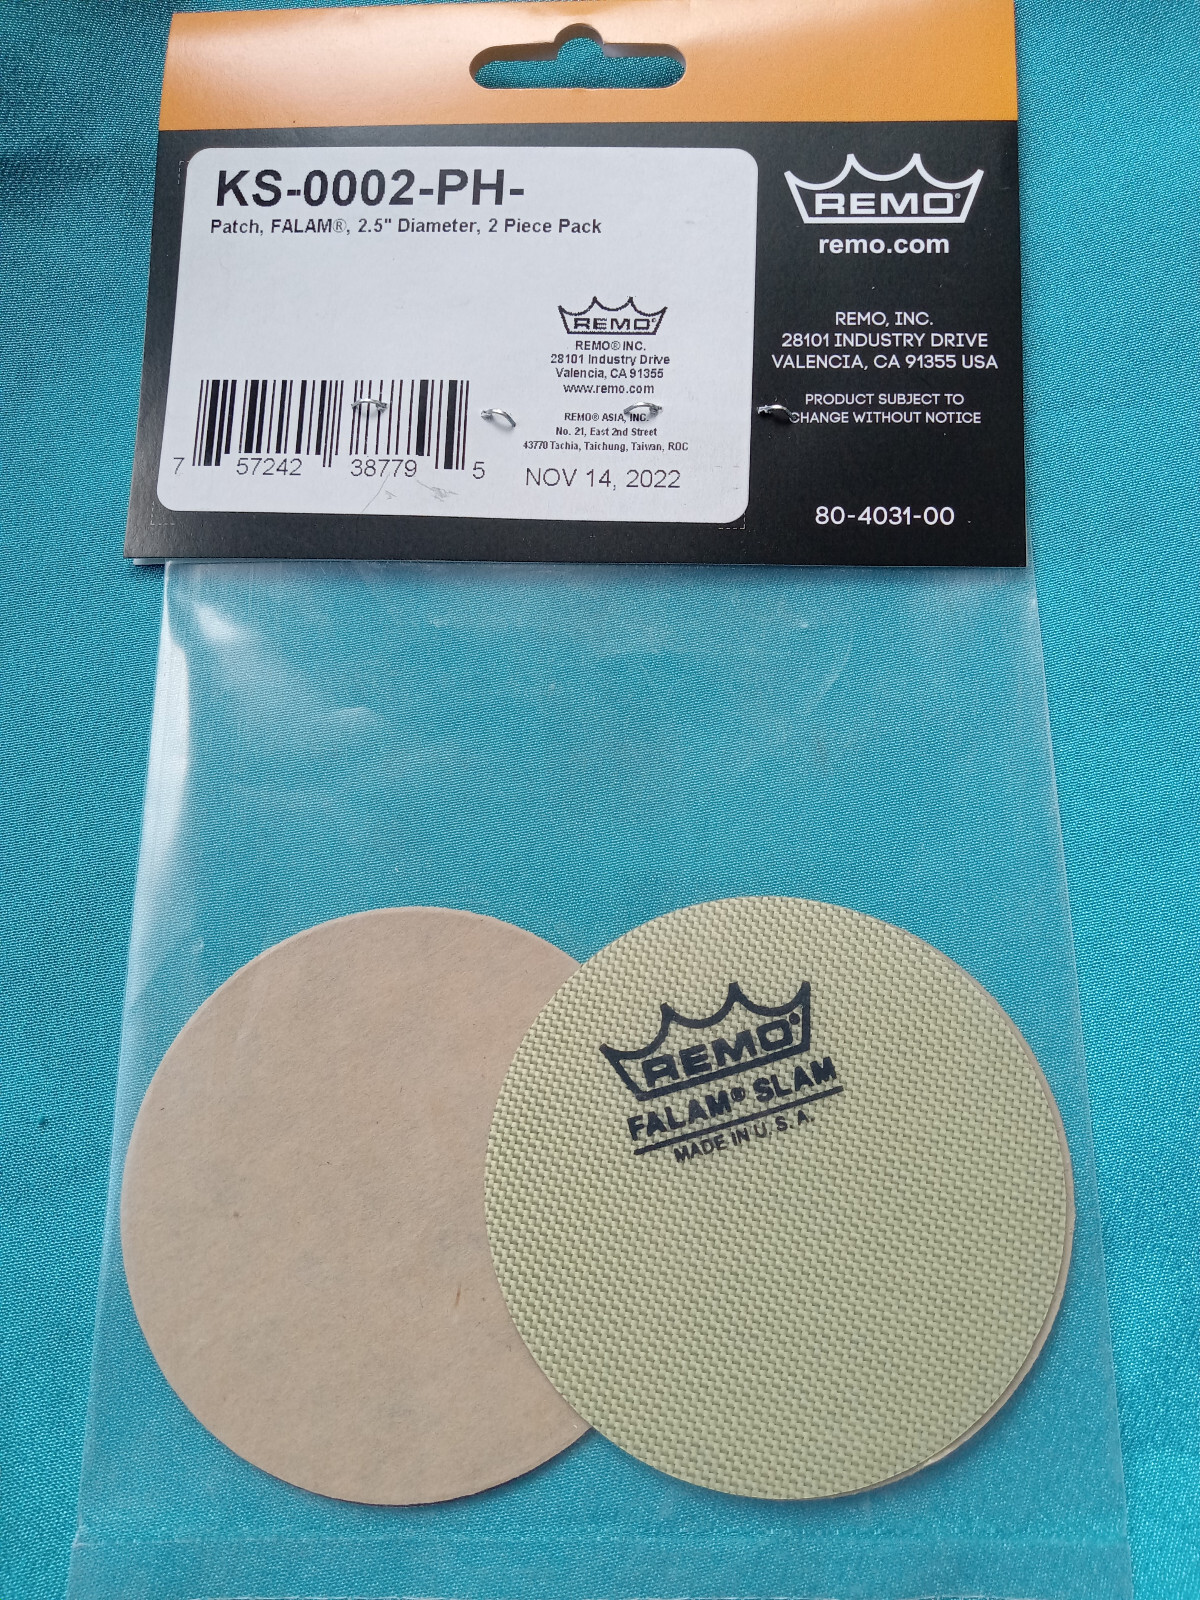 KS-0002-PH-
Patch, FALAM®, 2.5" Diameter, 2 Piece Pack
REMO®
REMO® INC.
28101 Industry Drive
Valencia, CA 91355
www.remo.com
REMO® ASIA, INC.
No. 21, East 2nd Street
43770 Tachia, Taichung, Taiwan, ROC
NOV 14, 2022
7 57242 38779 5
REMO®
remo.com
REMO, INC.
28101 INDUSTRY DRIVE
VALENCIA, CA 91355 USA
PRODUCT SUBJECT TO
CHANGE WITHOUT NOTICE
80-4031-00
REMO®
FALAM® SLAM
MADE IN U.S.A.